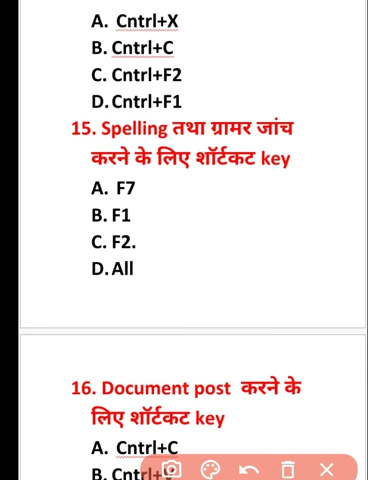 A. Cntrl+X
B. Cntrl+C
C. Cntrl+F2
D. Cntrl+F1
15. Spelling तथा ग्रामर जांच
करने के लिए शॉर्टकट key
A. F7
B. F1
C. F2.
D. All
16. Document post करने के
लिए शॉर्टकट key
A. Cntrl+C
B.